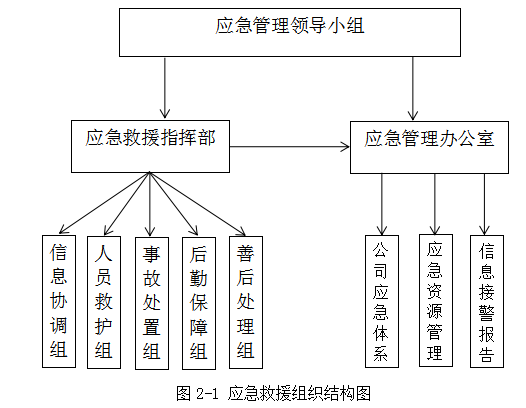 应急管理领导小组
应急救援指挥部
应急管理办公室
信息协调组
人员救护组
事故处置组
后勤保障组
善后处理组
公司应急体系
应急资源管理
信息接警报告
图 2-1 应急救援组织结构图